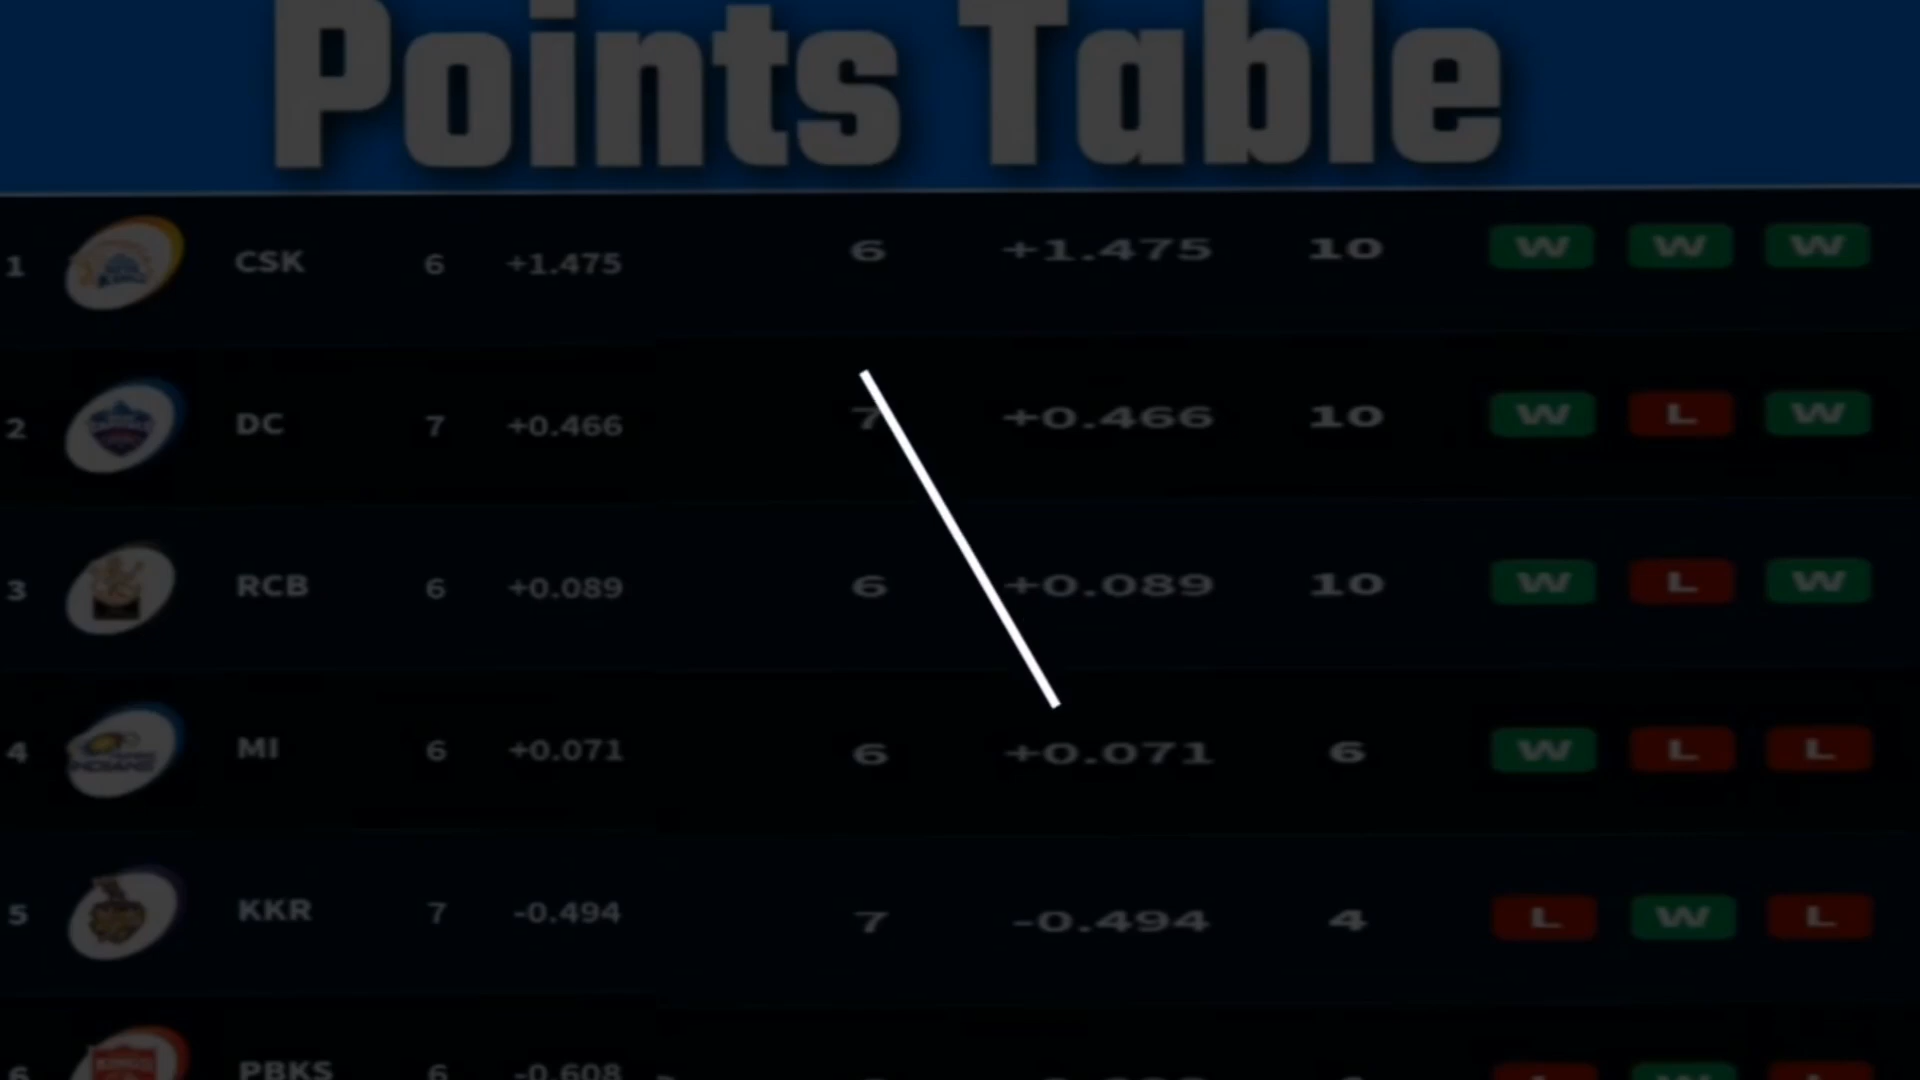 Points Table
1 CSK 6 +1.475 6 +1.475 10 W W W
2 DC 7 +0.466 7 +0.466 10 W L W
3 RCB 6 +0.089 6 +0.089 10 W L W
4 MI 6 +0.071 6 +0.071 6 W L L
5 KKR 7 -0.494 7 -0.494 4 L W L
6 PBKS 6 -0.608